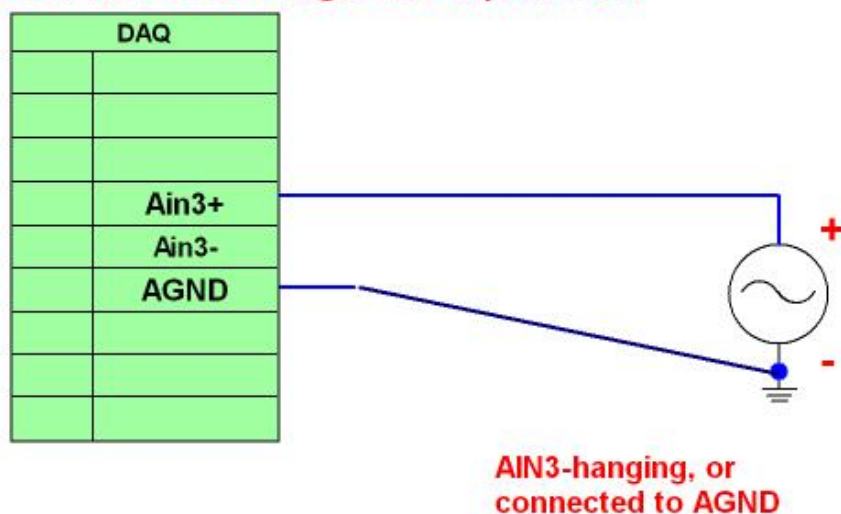 DAQ
Ain3+
Ain3-
AGND
+
-
AIN3-hanging, or
connected to AGND